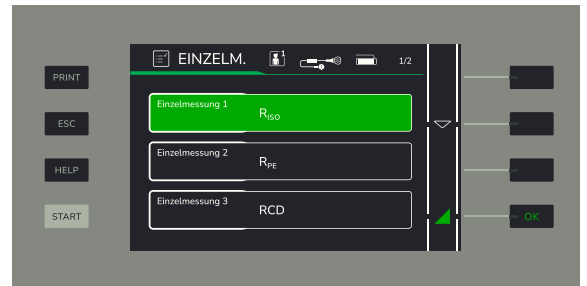 EINZELM. 1 1/2
PRINT
Einzelmessung 1 RISO
ESC
Einzelmessung 2 RPE
HELP
Einzelmessung 3 RCD
START
OK